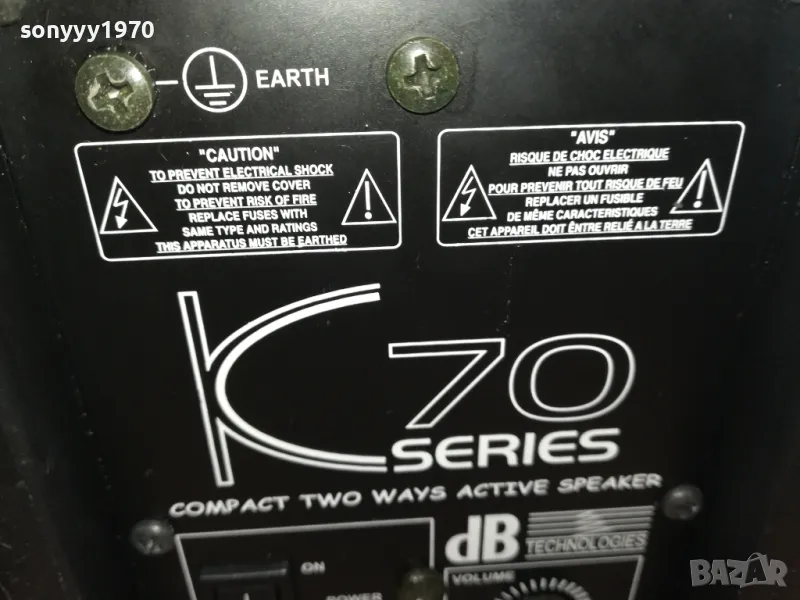 sonyyy1970
EARTH
"CAUTION"
TO PREVENT ELECTRICAL SHOCK
DO NOT REMOVE COVER
TO PREVENT RISK OF FIRE
REPLACE FUSES WITH
SAME TYPE AND RATINGS
THIS APPARATUS MUST BE EARTHED
"AVIS"
RISQUE DE CHOC ELECTRIQUE
NE PAS OUVRIR
POUR PREVENIR TOUT RISQUE DE FEU
REPLACER UN FUSIBLE
DE MÊME CARACTERISTIQUES
CET APPAREIL DOIT ÊNTRE RELIÉ A LA TERRE
K70
SERIES
COMPACT TWO WAYS ACTIVE SPEAKER
dB
TECHNOLOGIES
ON
POWER
VOLUME
BAZAR